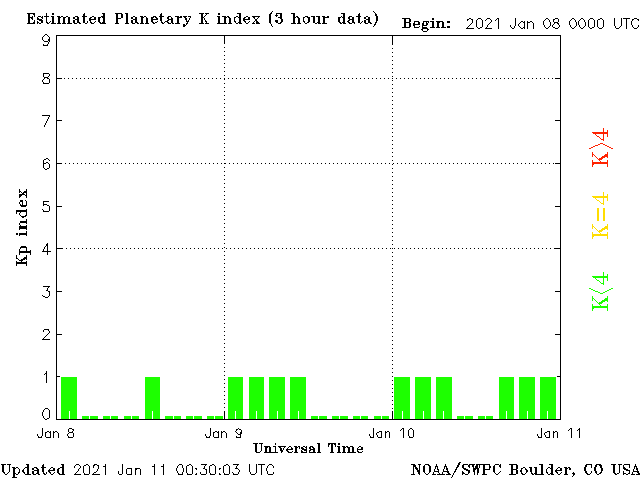 Estimated Planetary K index (3 hour data) Begin: 2021 Jan 08 0000 UTC
9
8
7
6
5
4
3
2
1
0
Kp index
K>4
K=4
K<4
Jan 8 Jan 9 Jan 10 Jan 11
Universal Time
Updated 2021 Jan 11 00:30:03 UTC NOAA/SWPC Boulder, CO USA